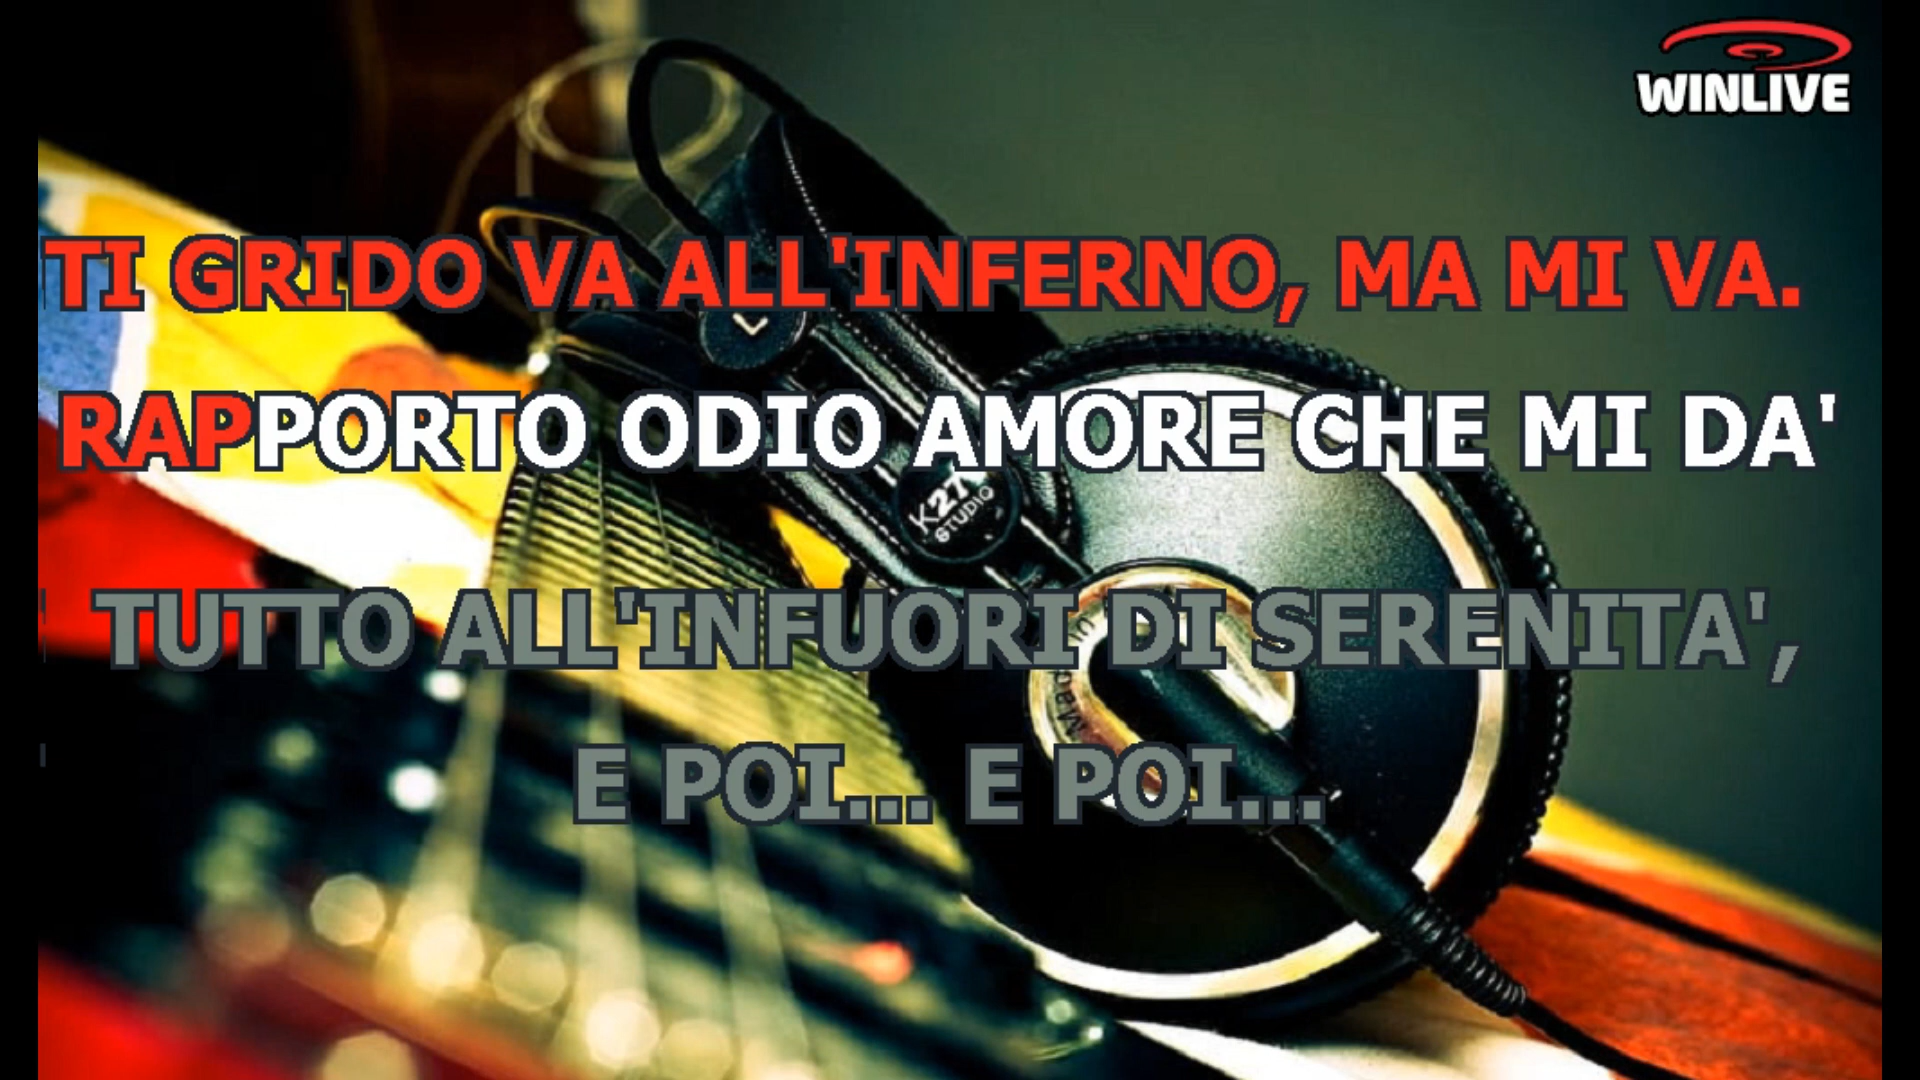 WINLIVE
TI GRIDO VA ALL'INFERNO, MA MI VA.
RAPPORTO ODIO AMORE CHE MI DA'
K27
STUDIO
TUTTO ALL'INFUORI DI SERENITA',
E POI... E POI...